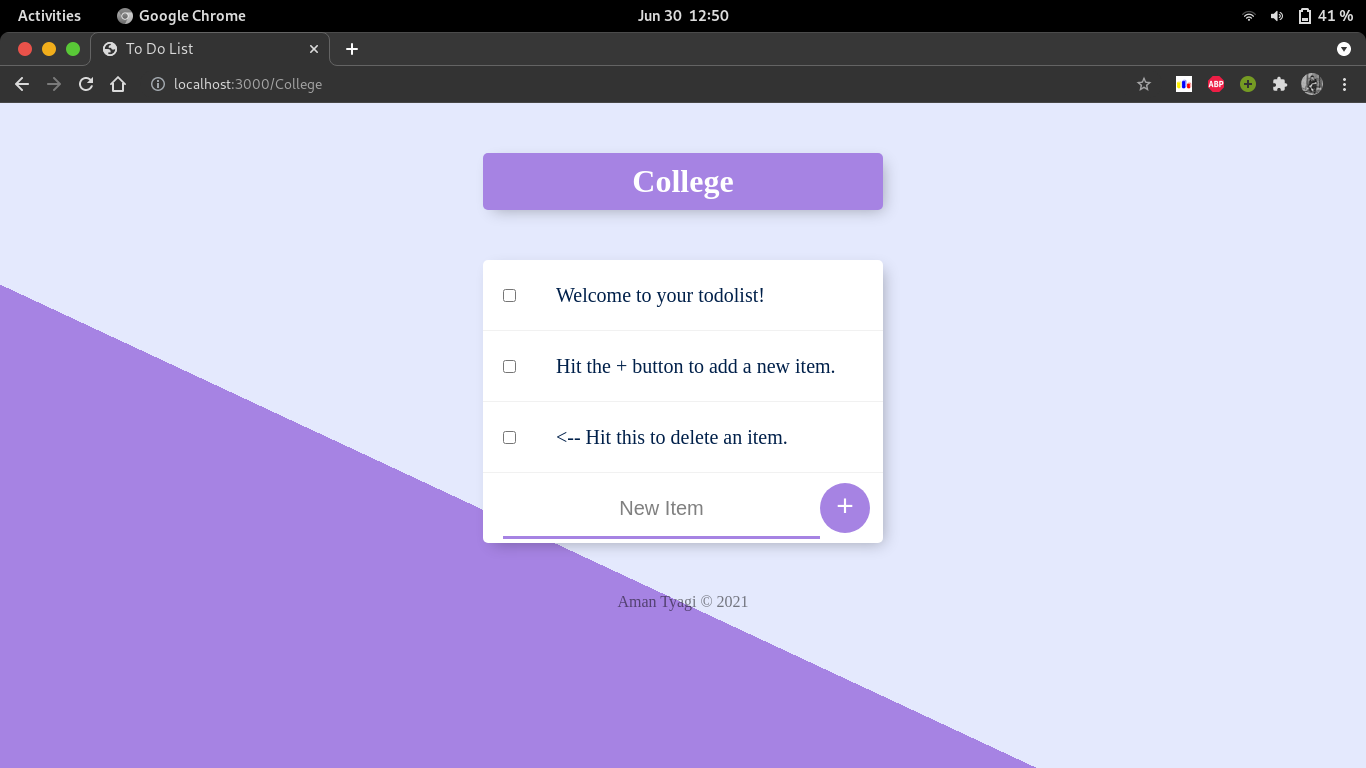 Activities Google Chrome Jun 30 12:50 41 %
To Do List
localhost:3000/College
ABP
College
Welcome to your todolist!
Hit the + button to add a new item.
<-- Hit this to delete an item.
New Item +
Aman Tyagi © 2021